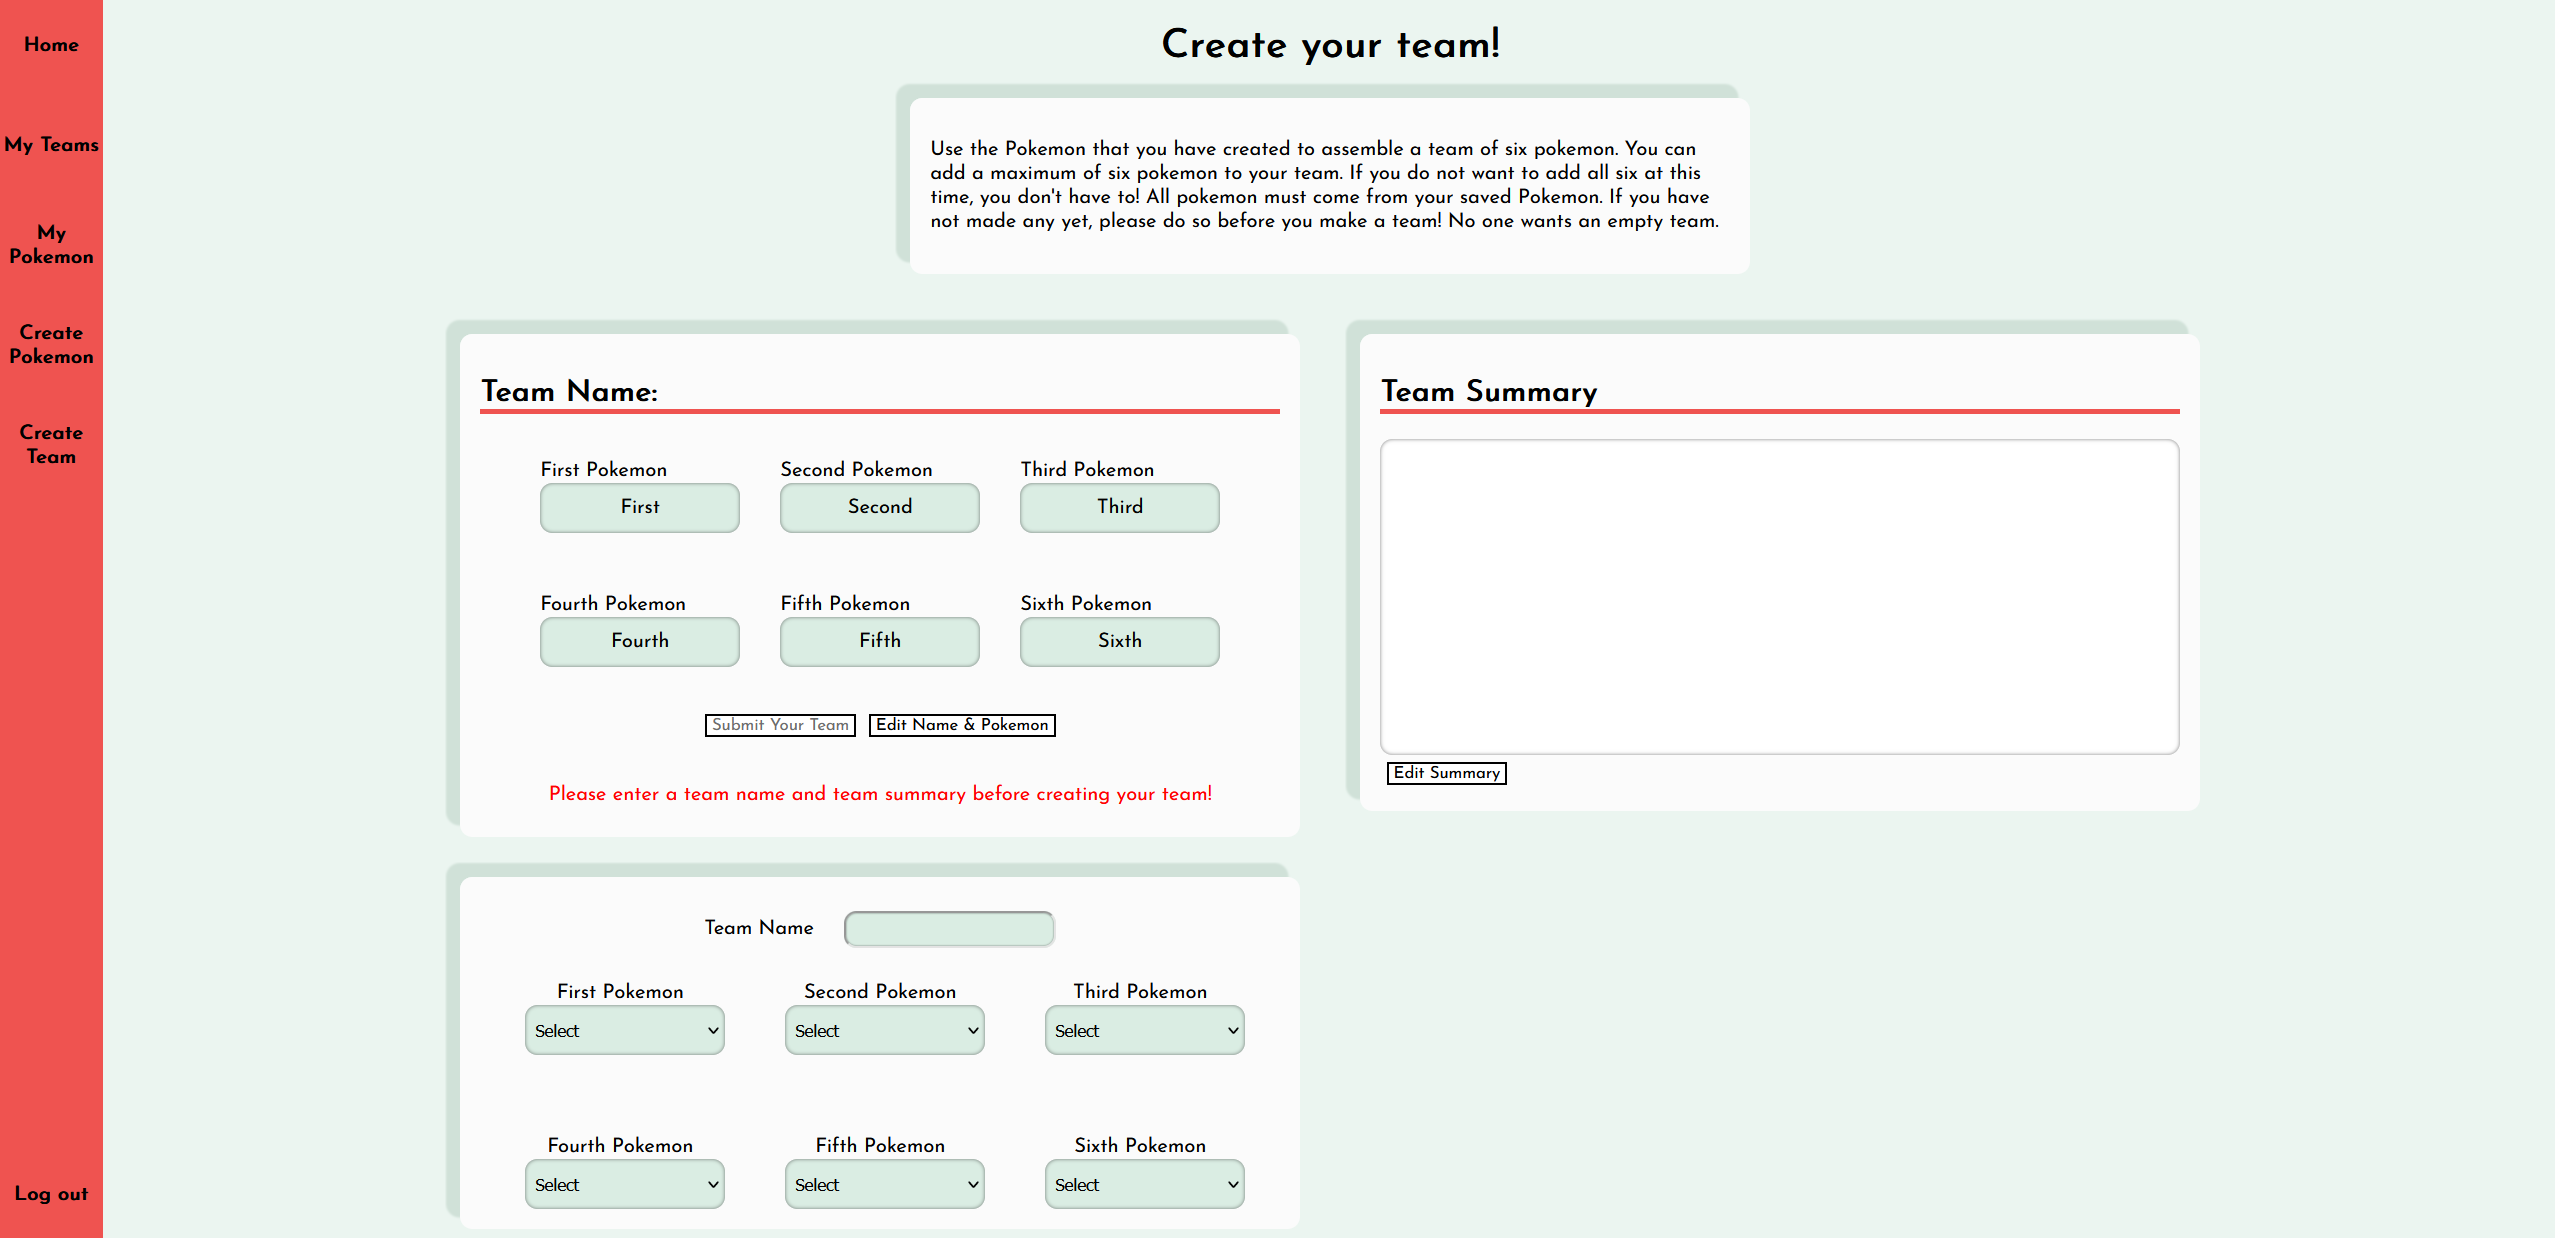 Home
My Teams
My
Pokemon
Create
Pokemon
Create
Team
Log out
Create your team!
Use the Pokemon that you have created to assemble a team of six pokemon. You can
add a maximum of six pokemon to your team. If you do not want to add all six at this
time, you don't have to! All pokemon must come from your saved Pokemon. If you have
not made any yet, please do so before you make a team! No one wants an empty team.
Team Name:
First Pokemon Second Pokemon Third Pokemon
First Second Third
Fourth Pokemon Fifth Pokemon Sixth Pokemon
Fourth Fifth Sixth
Submit Your Team Edit Name & Pokemon
Please enter a team name and team summary before creating your team!
Team Summary
Edit Summary
Team Name
First Pokemon Second Pokemon Third Pokemon
Select Select Select
Fourth Pokemon Fifth Pokemon Sixth Pokemon
Select Select Select